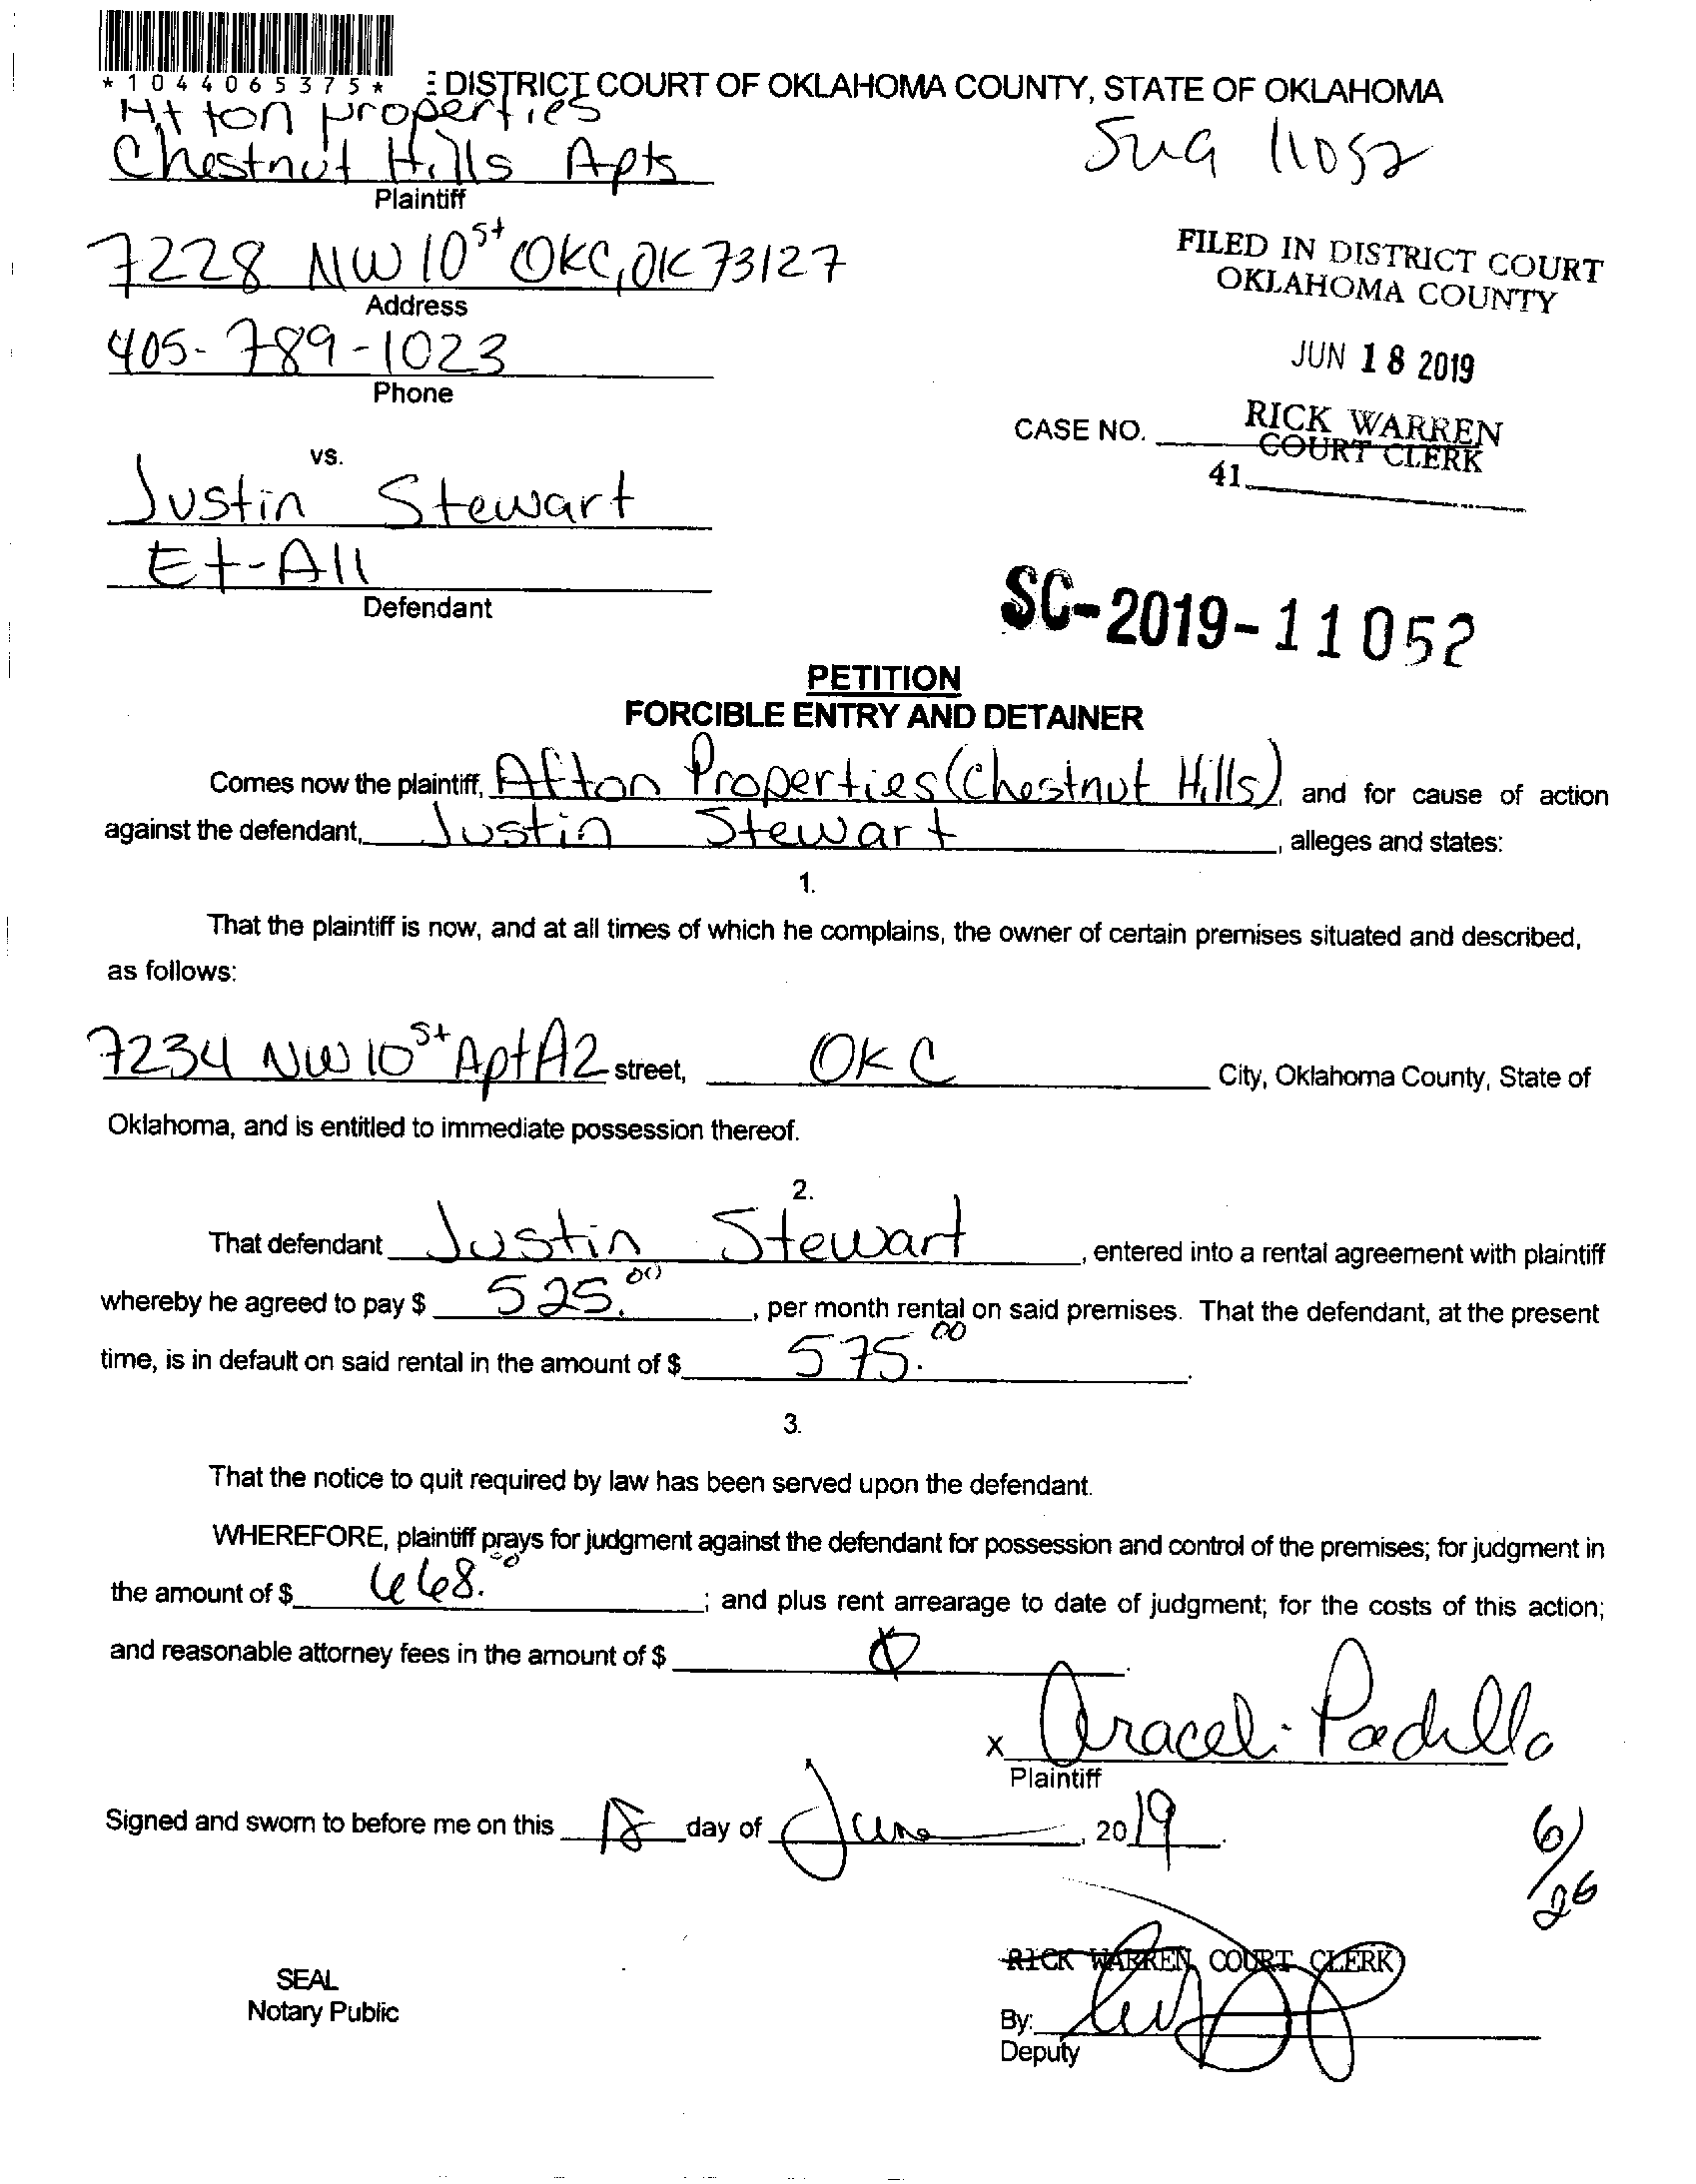 *1044065375*
DISTRICT COURT OF OKLAHOMA COUNTY, STATE OF OKLAHOMA
Afton properties
Chestnut Hills Apts
Plaintiff
11052
7228 NW 10st OKC, OK 73127
Address
FILED IN DISTRICT COURT
OKLAHOMA COUNTY
405-789-1023
Phone
JUN 18 2019
CASE NO.
RICK WARREN
COURT CLERK
41
vs.
Justin Stewart
Et-All
Defendant
SC-2019-11052
PETITION
FORCIBLE ENTRY AND DETAINER
Comes now the plaintiff, Afton Properties (Chestnut Hills), and for cause of action
against the defendant, Justin Stewart, alleges and states:
1.
That the plaintiff is now, and at all times of which he complains, the owner of certain premises situated and described,
as follows:
7234 NW 10st Apt A2 street, OKC City, Oklahoma County, State of
Oklahoma, and is entitled to immediate possession thereof.
2.
That defendant Justin Stewart, entered into a rental agreement with plaintiff
whereby he agreed to pay $ 525.00, per month rental on said premises. That the defendant, at the present
time, is in default on said rental in the amount of $ 575.00.
3.
That the notice to quit required by law has been served upon the defendant.
WHEREFORE, plaintiff prays for judgment against the defendant for possession and control of the premises; for judgment in
the amount of $ 668.00; and plus rent arrearage to date of judgment; for the costs of this action;
and reasonable attorney fees in the amount of $
x Araceli Padilla
Plaintiff
Signed and sworn to before me on this 18 day of June, 2019.
6/26
RICK WARREN COURT CLERK
SEAL
Notary Public
By:
Deputy